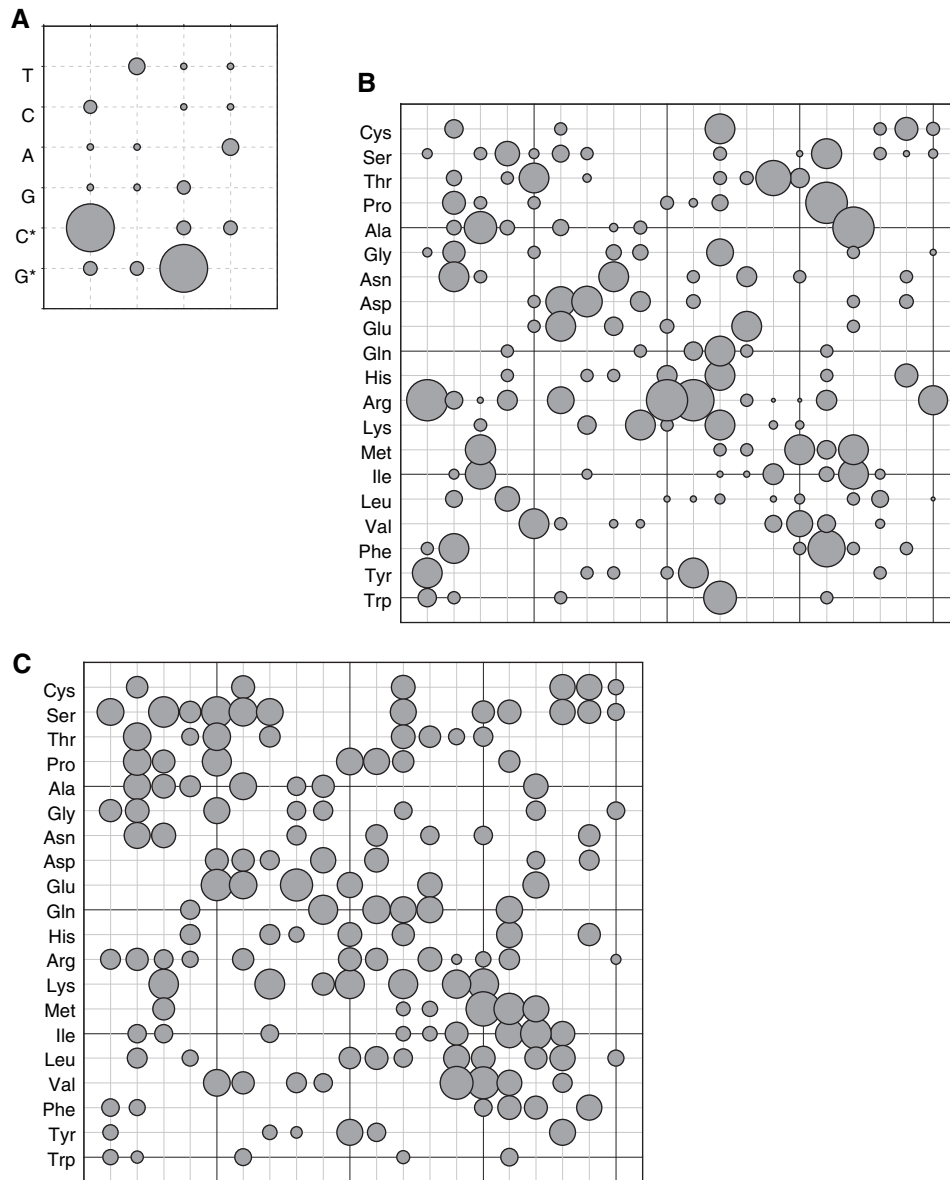 A
T
C
A
G
C*
G*
B
Cys
Ser
Thr
Pro
Ala
Gly
Asn
Asp
Glu
Gln
His
Arg
Lys
Met
Ile
Leu
Val
Phe
Tyr
Trp
C
Cys
Ser
Thr
Pro
Ala
Gly
Asn
Asp
Glu
Gln
His
Arg
Lys
Met
Ile
Leu
Val
Phe
Tyr
Trp